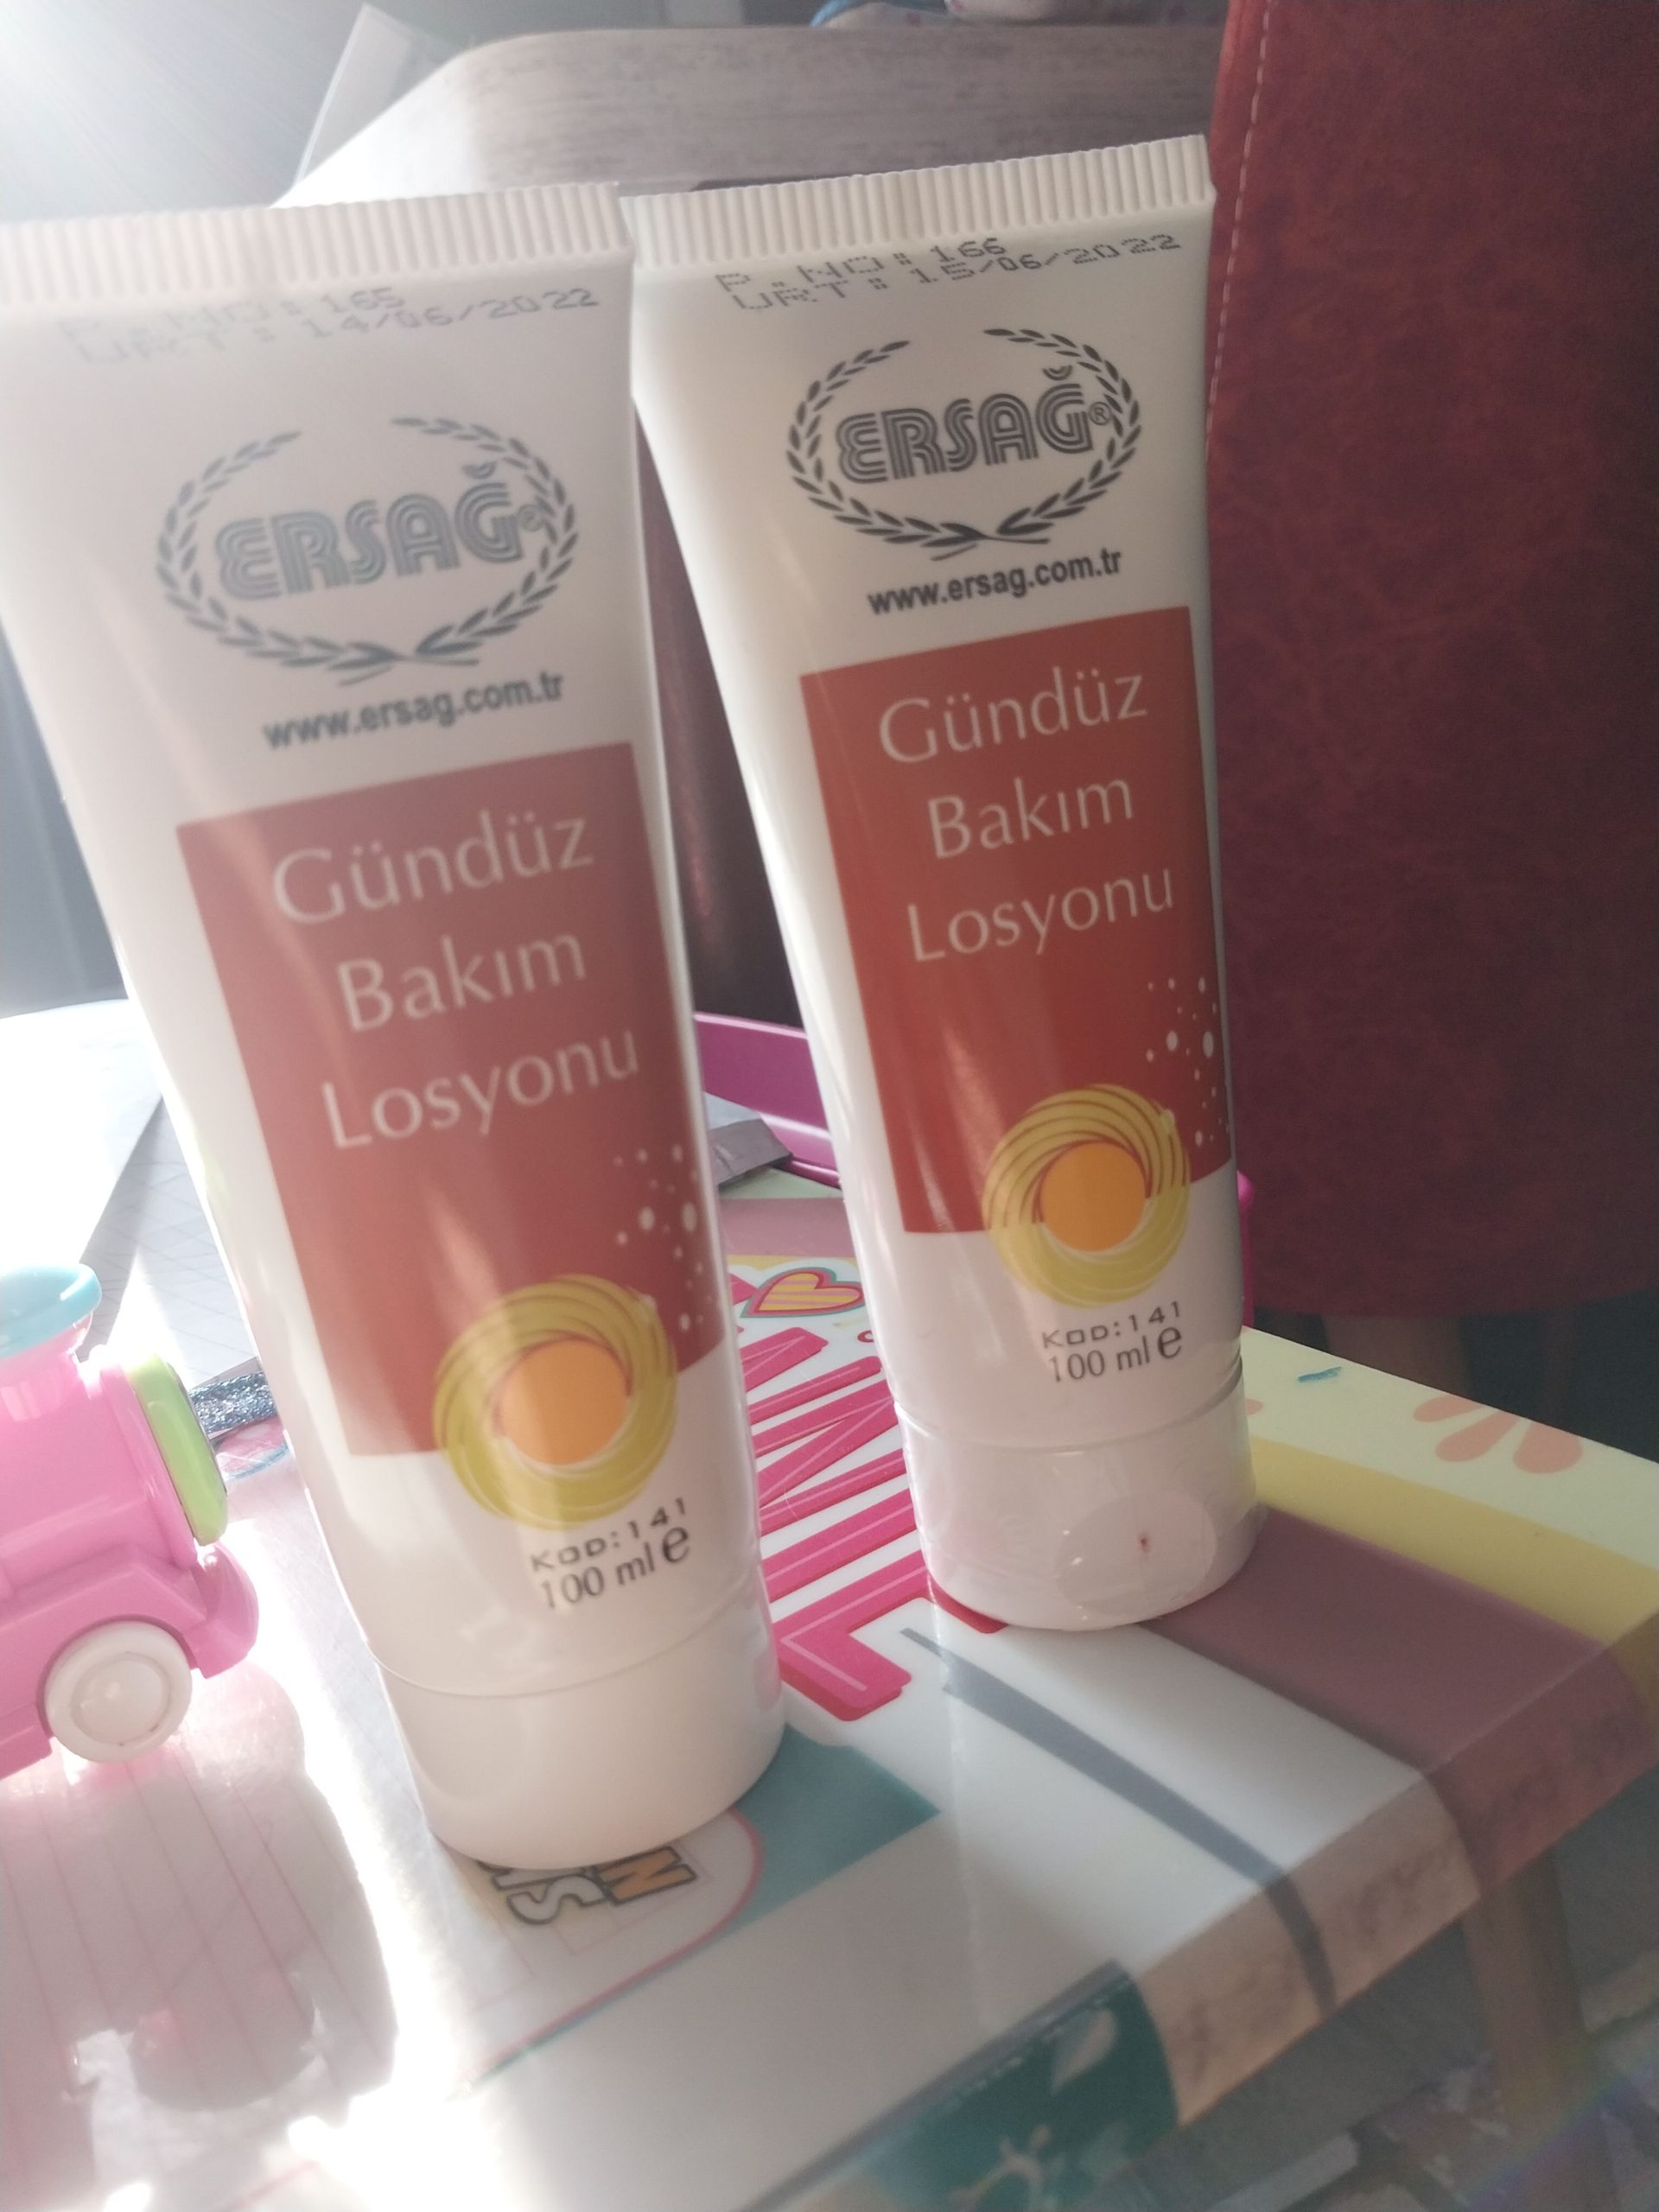 P.NO: 165
URT: 14/06/2022
ERSAĞ®
www.ersag.com.tr
Gündüz
Bakım
Losyonu
KOD:141
100 ml e
P.NO: 166
URT: 15/06/2022
ERSAĞ®
www.ersag.com.tr
Gündüz
Bakım
Losyonu
KOD:141
100 ml e